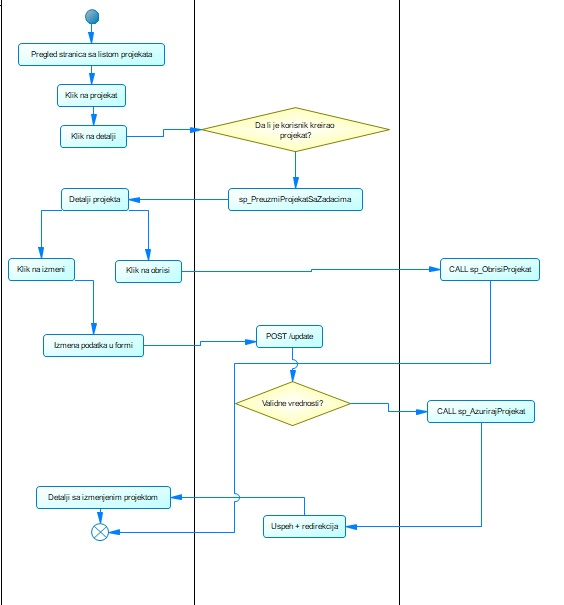 Pregled stranica sa listom projekata
Klik na projekat
Klik na detalji
Da li je korisnik kreirao
projekat?
Detalji projekta
sp_PreuzmiProjekatSaZadacima
Klik na izmeni
Klik na obrisi
CALL sp_ObrisiProjekat
Izmena podatka u formi
POST /update
Validne vrednosti?
CALL sp_AzurirajProjekat
Detalji sa izmenjenim projektom
Uspeh + redirekcija